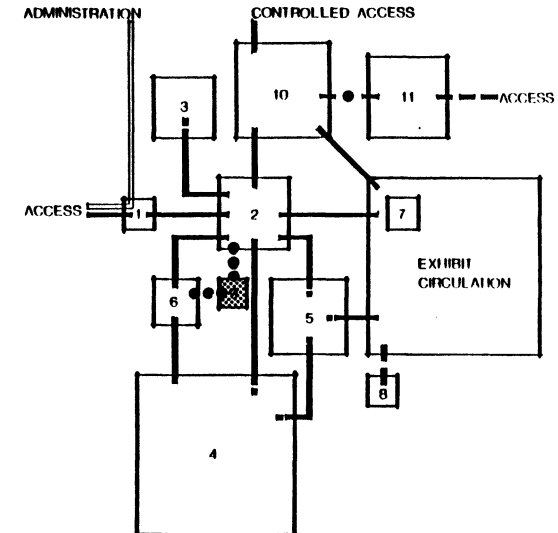 ADMINISTRATION
CONTROLLED ACCESS
3
10
11
ACCESS
ACCESS
1
2
7
EXHIBIT
CIRCULATION
6
5
8
4